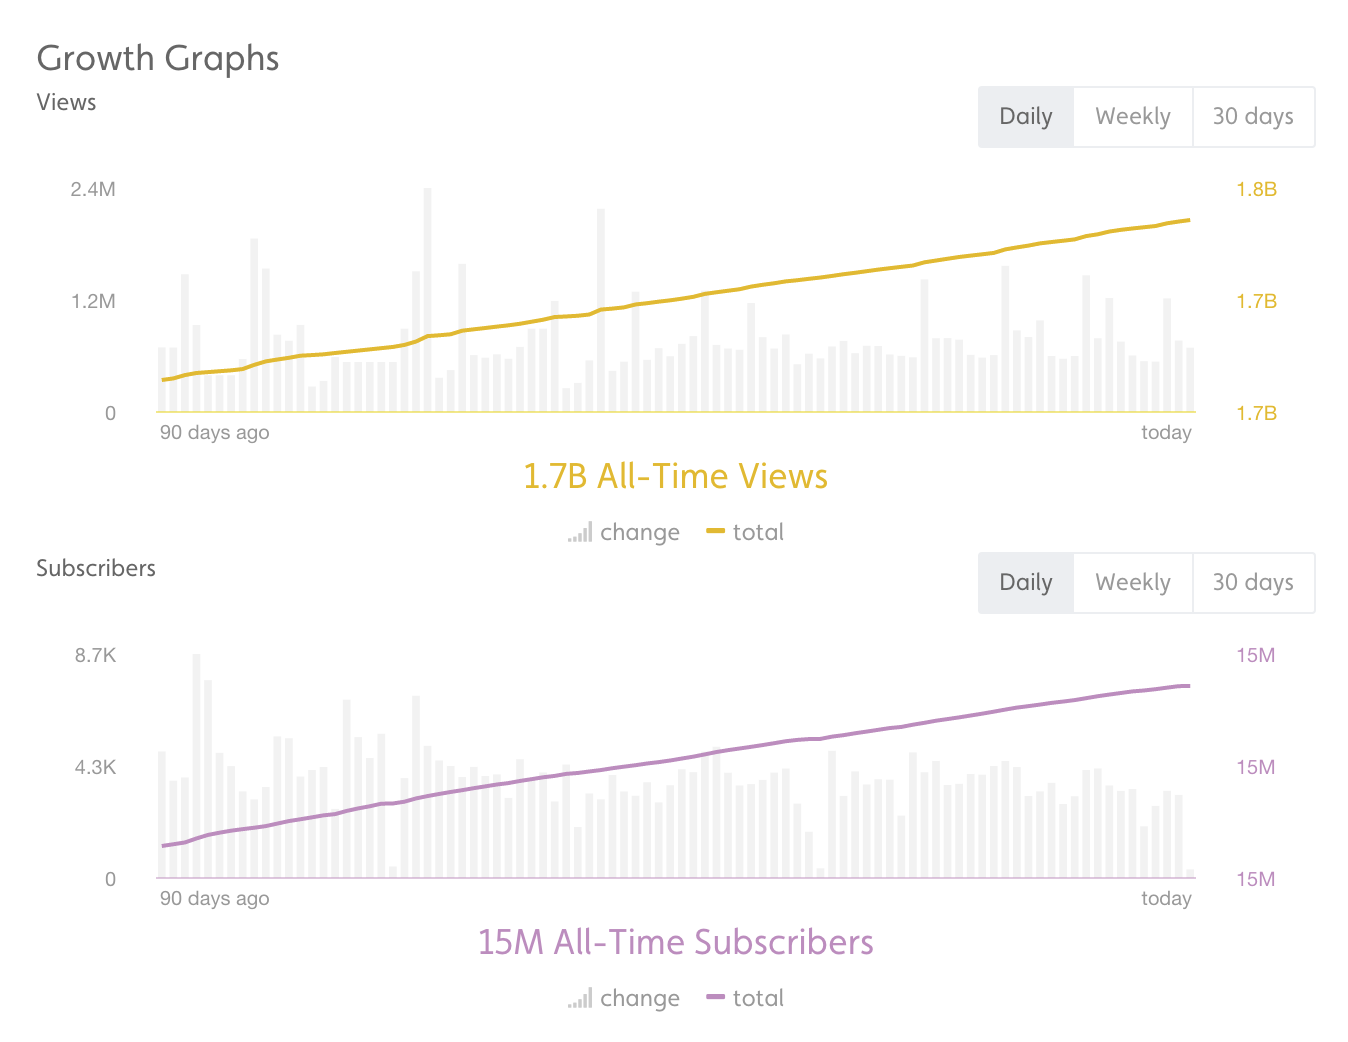 Growth Graphs
Views
Daily Weekly 30 days
2.4M 1.8B
1.2M 1.7B
0 1.7B
90 days ago today
1.7B All-Time Views
change total
Subscribers
Daily Weekly 30 days
8.7K 15M
4.3K 15M
0 15M
90 days ago today
15M All-Time Subscribers
change total